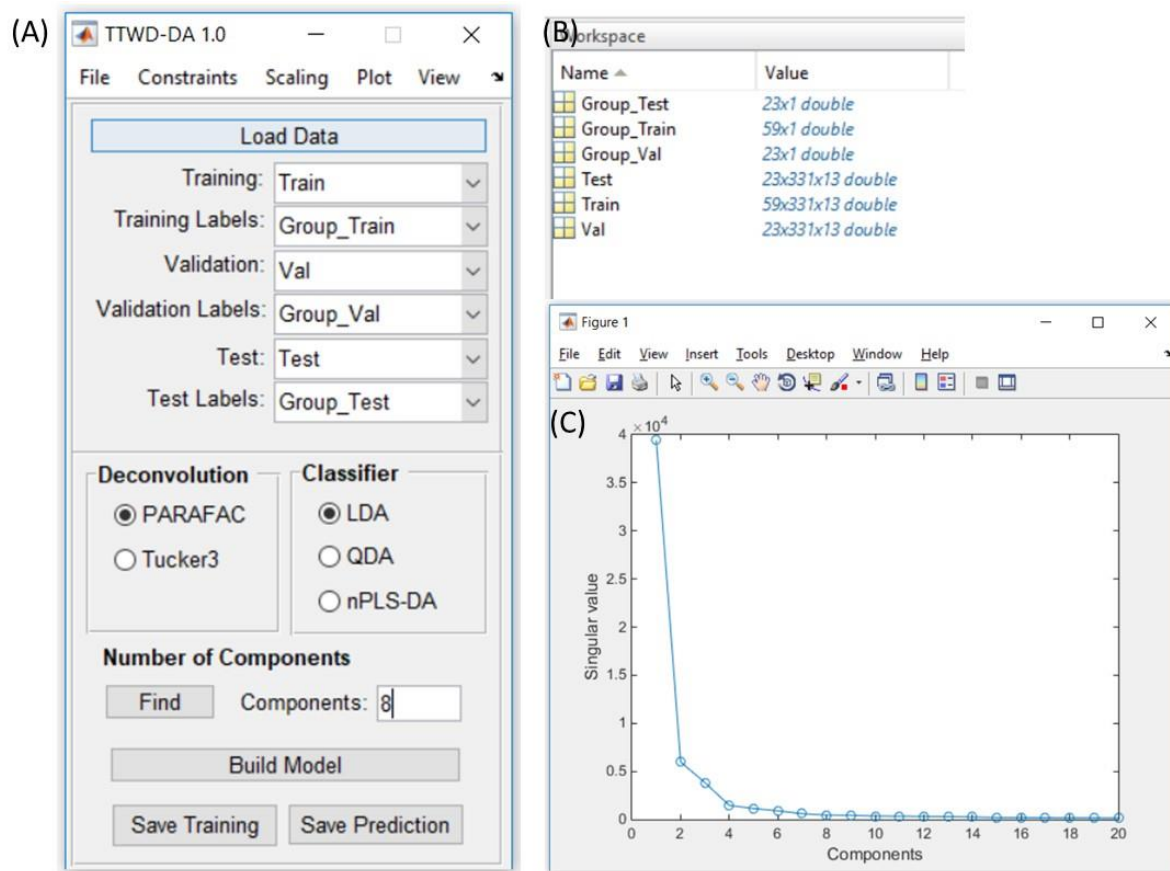 (A)
TTWD-DA 1.0
File Constraints Scaling Plot View
Load Data
Training: Train
Training Labels: Group_Train
Validation: Val
Validation Labels: Group_Val
Test: Test
Test Labels: Group_Test
Deconvolution
PARAFAC
Tucker3
Classifier
LDA
QDA
nPLS-DA
Number of Components
Find Components: 8
Build Model
Save Training Save Prediction
(B)
Workspace
Name Value
Group_Test 23x1 double
Group_Train 59x1 double
Group_Val 23x1 double
Test 23x331x13 double
Train 59x331x13 double
Val 23x331x13 double
Figure 1
File Edit View Insert Tools Desktop Window Help
(C)
× 10^4
4
3.5
3
2.5
2
1.5
1
0.5
0
Singular value
0 2 4 6 8 10 12 14 16 18 20
Components